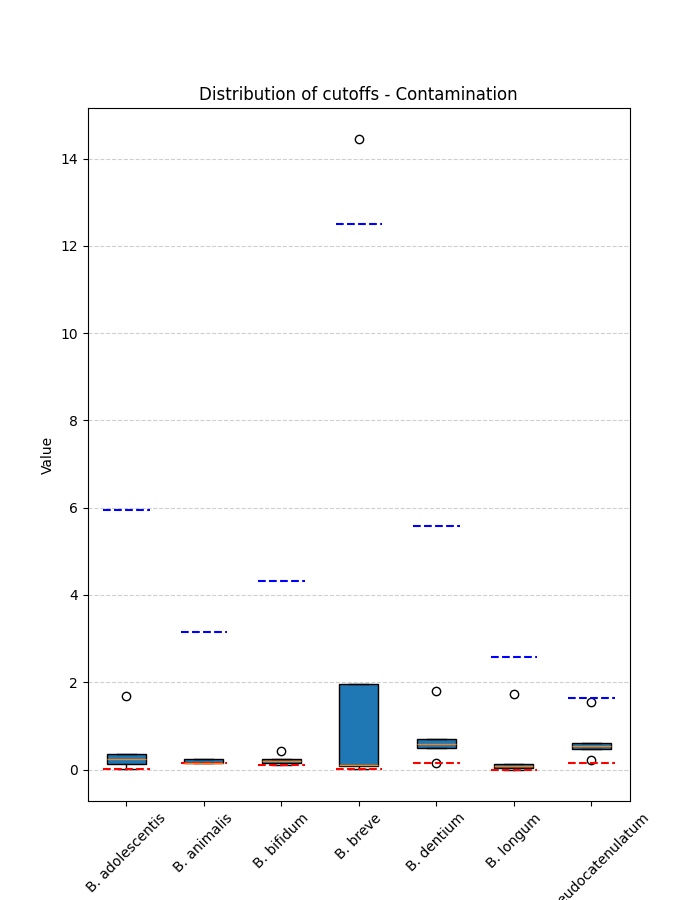 Distribution of cutoffs - Contamination
Value
14
12
10
8
6
4
2
0
B. adolescentis
B. animalis
B. bifidum
B. breve
B. dentium
B. longum
eudocatenulatum